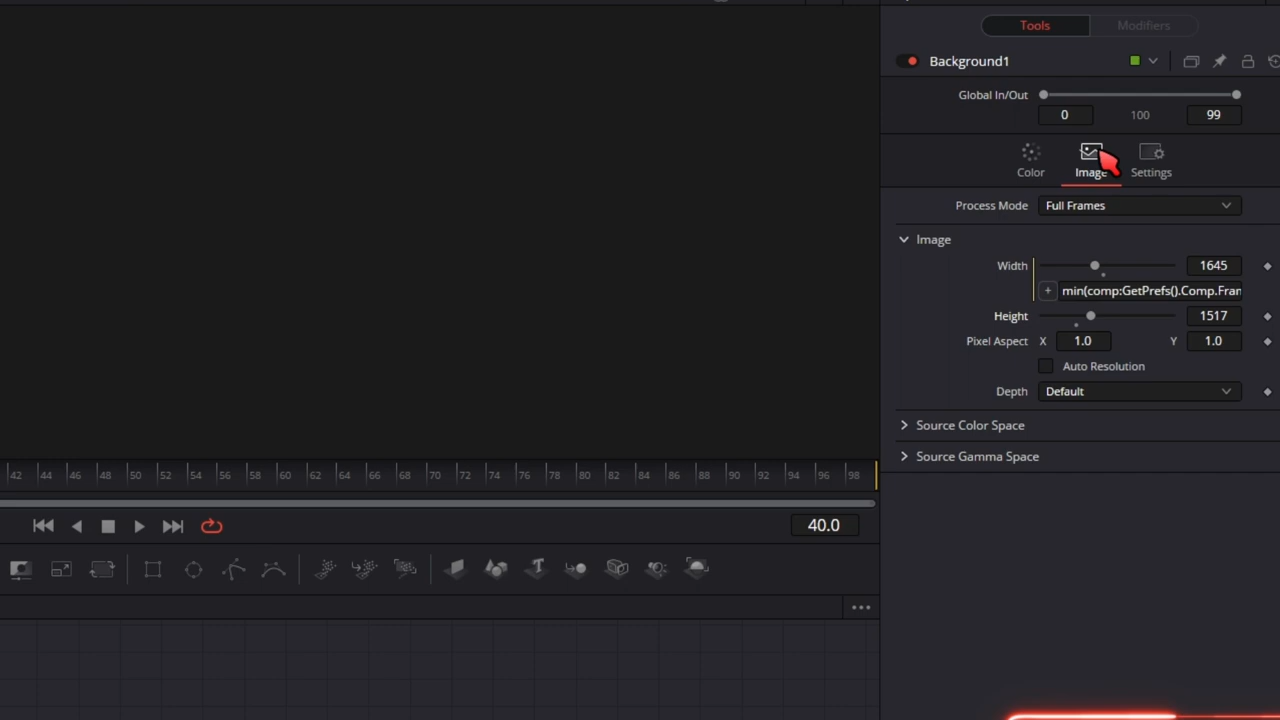 Tools Modifiers
Background1
Global In/Out
0 100 99
Color Image Settings
Process Mode Full Frames
Image
Width 1645
+ min(comp:GetPrefs().Comp.Fran
Height 1517
Pixel Aspect X 1.0 Y 1.0
Auto Resolution
Depth Default
Source Color Space
Source Gamma Space
42 44 46 48 50 52 54 56 58 60 62 64 66 68 70 72 74 76 78 80 82 84 86 88 90 92 94 96 98
40.0